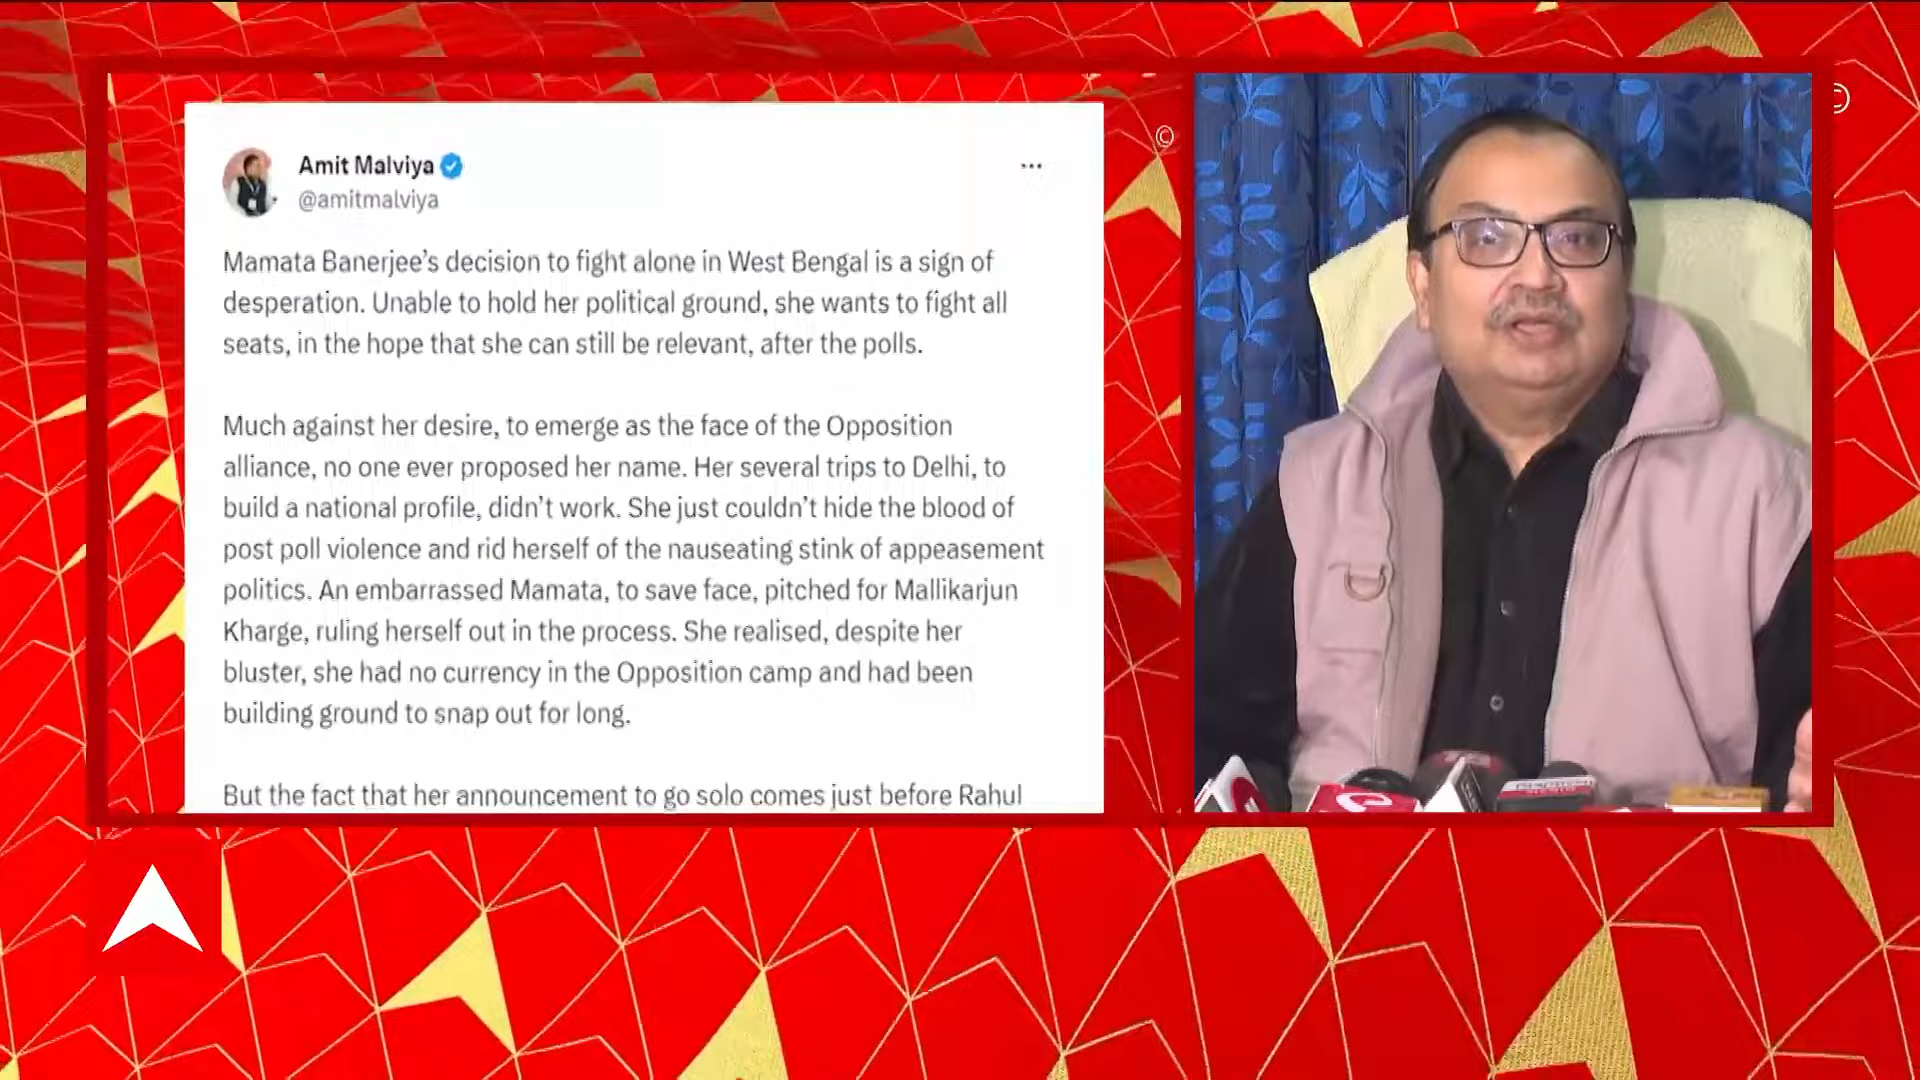 Amit Malviya
@amitmalviya
Mamata Banerjee’s decision to fight alone in West Bengal is a sign of
desperation. Unable to hold her political ground, she wants to fight all
seats, in the hope that she can still be relevant, after the polls.
Much against her desire, to emerge as the face of the Opposition
alliance, no one ever proposed her name. Her several trips to Delhi, to
build a national profile, didn’t work. She just couldn’t hide the blood of
post poll violence and rid herself of the nauseating stink of appeasement
politics. An embarrassed Mamata, to save face, pitched for Mallikarjun
Kharge, ruling herself out in the process. She realised, despite her
bluster, she had no currency in the Opposition camp and had been
building ground to snap out for long.
But the fact that her announcement to go solo comes just before Rahul
©
©